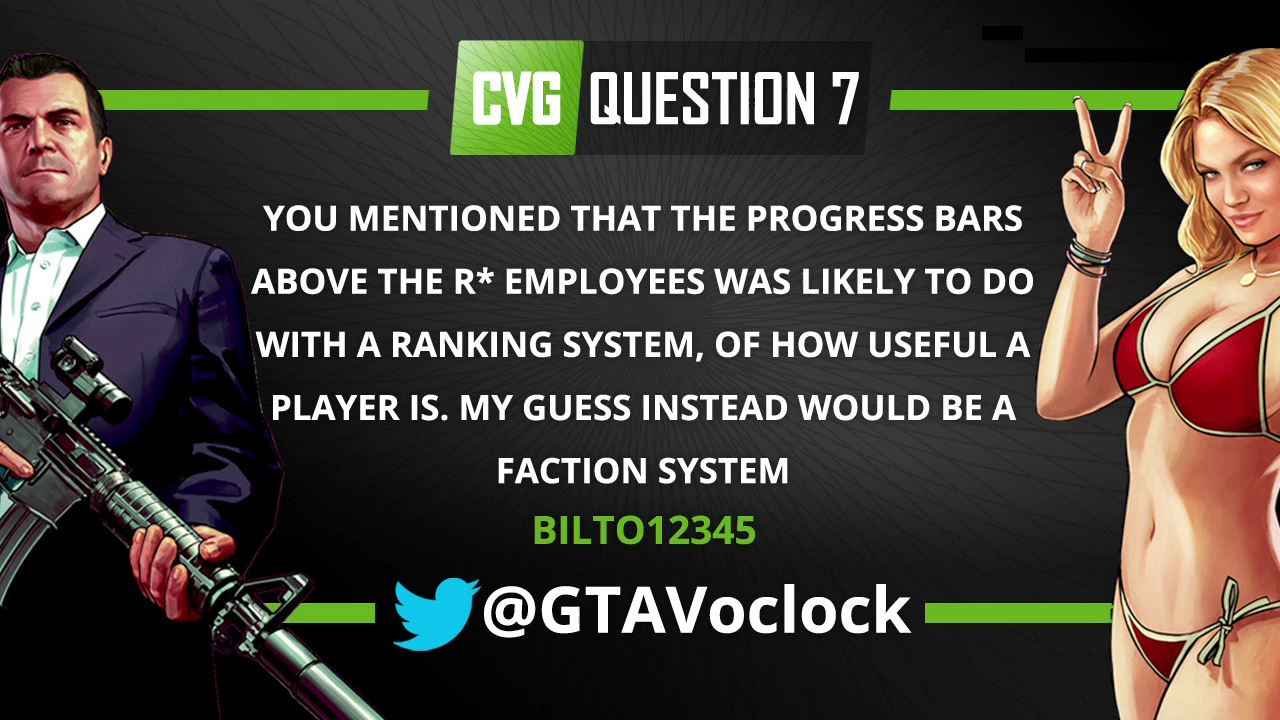 CVG QUESTION 7
YOU MENTIONED THAT THE PROGRESS BARS
ABOVE THE R* EMPLOYEES WAS LIKELY TO DO
WITH A RANKING SYSTEM, OF HOW USEFUL A
PLAYER IS. MY GUESS INSTEAD WOULD BE A
FACTION SYSTEM
BILTO12345
@GTAVoclock